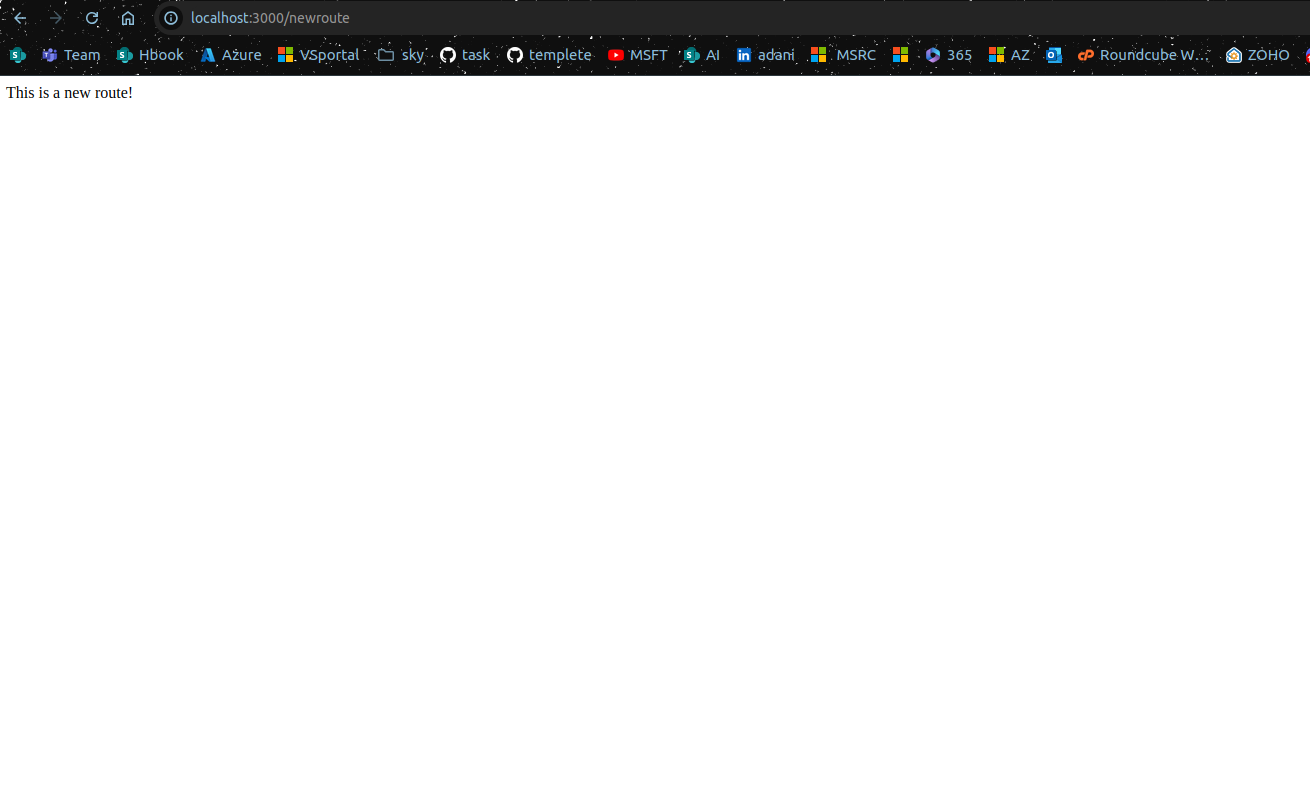 localhost:3000/newroute
Team Hbook Azure VSportal sky task templete MSFT AI adani MSRC 365 AZ Roundcube W... ZOHO
This is a new route!